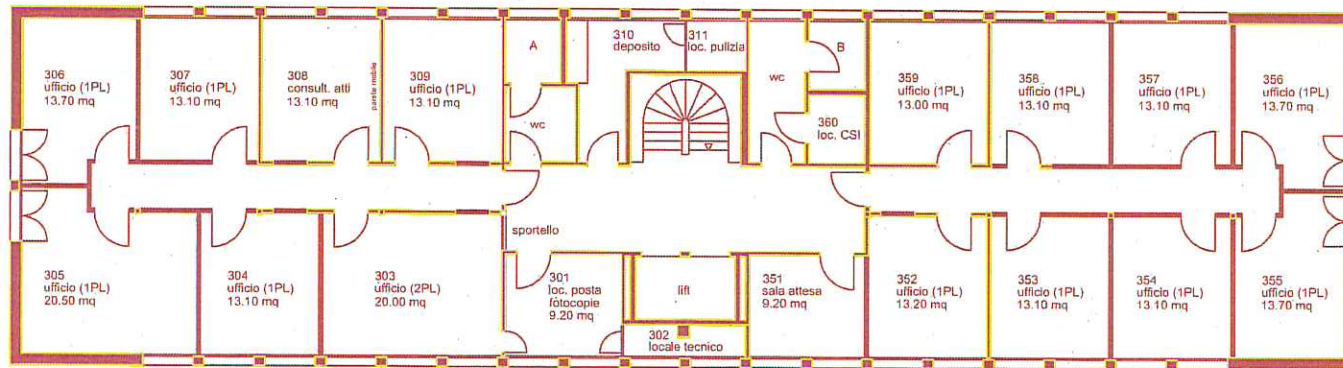 306
ufficio (1PL)
13.70 mq
307
ufficio (1PL)
13.10 mq
308
consult. atti
13.10 mq
parete mobile
309
ufficio (1PL)
13.10 mq
A
wc
310
deposito
311
loc. pulizia
wc
B
360
loc. CSI
359
ufficio (1PL)
13.00 mq
358
ufficio (1PL)
13.10 mq
357
ufficio (1PL)
13.10 mq
356
ufficio (1PL)
13.70 mq
sportello
305
ufficio (1PL)
20.50 mq
304
ufficio (1PL)
13.10 mq
303
ufficio (2PL)
20.00 mq
301
loc. posta
fotocopie
9.20 mq
lift
302
locale tecnico
351
sala attesa
9.20 mq
352
ufficio (1PL)
13.20 mq
353
ufficio (1PL)
13.10 mq
354
ufficio (1PL)
13.10 mq
355
ufficio (1PL)
13.70 mq